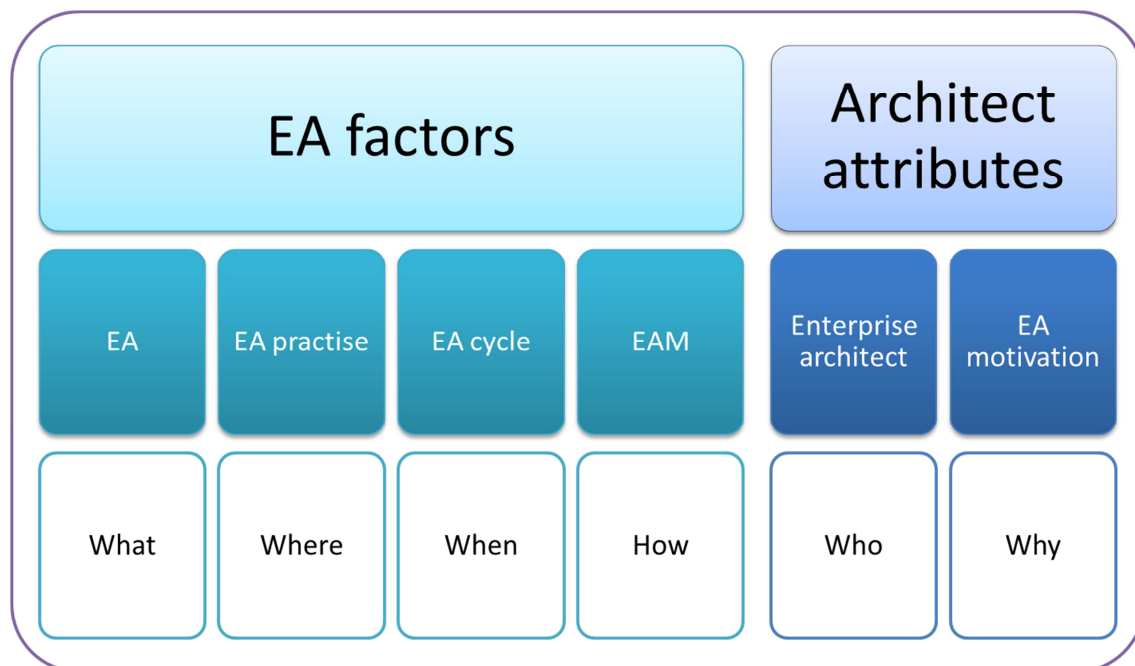 EA factors
Architect
attributes
EA
EA practise
EA cycle
EAM
Enterprise
architect
EA
motivation
What
Where
When
How
Who
Why